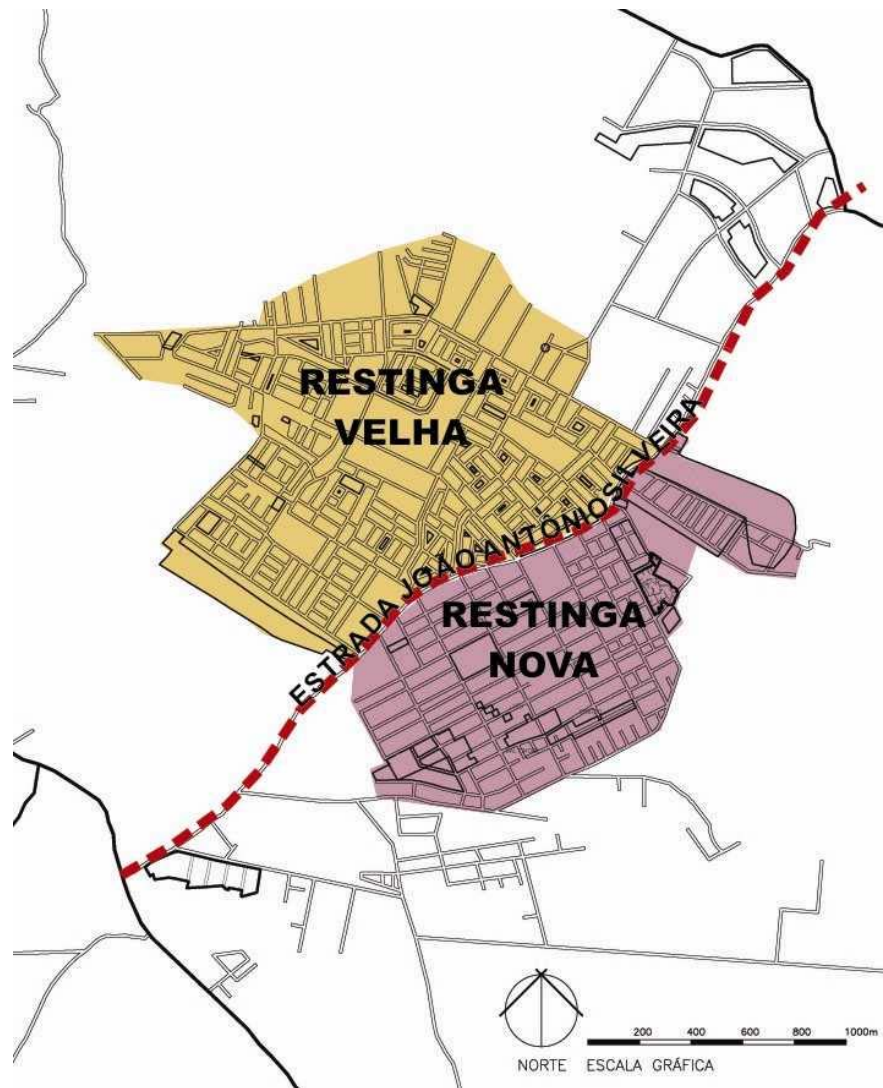 RESTINGA
VELHA
ESTRADA JOÃO ANTÔNIO SILVEIRA
RESTINGA
NOVA
200 400 600 800 1000m
NORTE ESCALA GRÁFICA